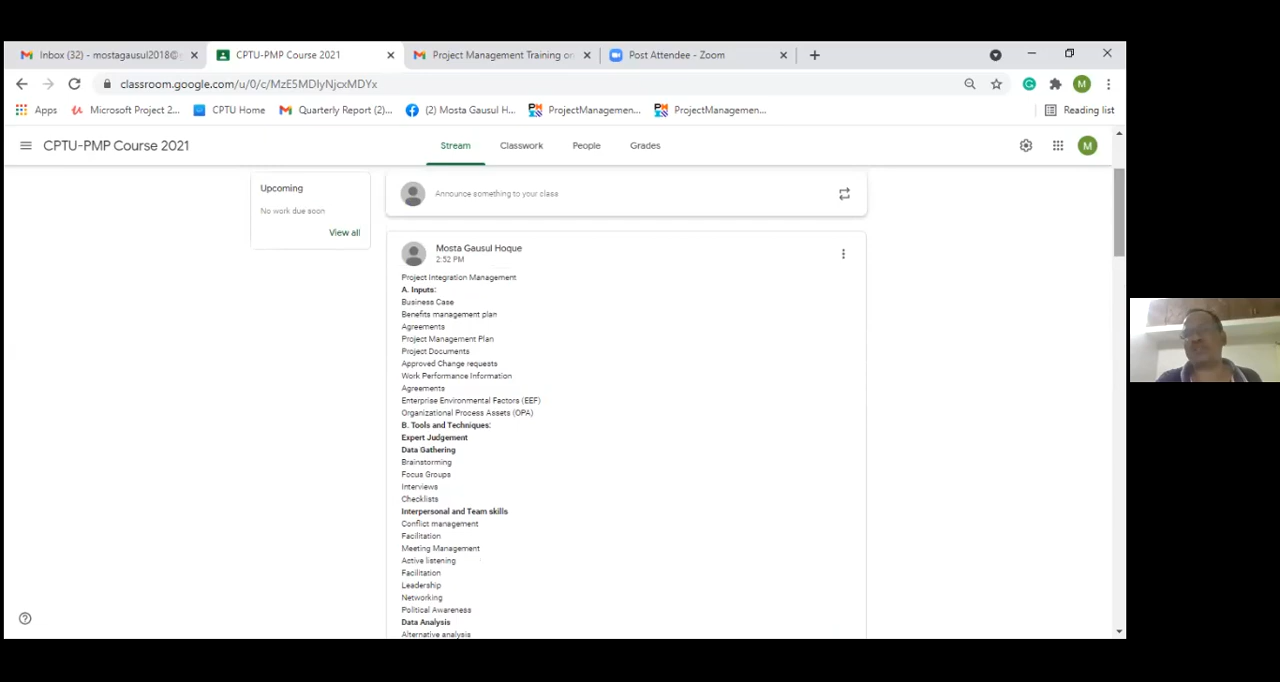 Inbox (32) - mostagausul2018@
CPTU-PMP Course 2021
Project Management Training on
Post Attendee - Zoom
classroom.google.com/u/0/c/MzE5MDIyNjcxMDYx
Apps
Microsoft Project 2...
CPTU Home
Quarterly Report (2)...
(2) Mosta Gausul H...
ProjectManagemen...
ProjectManagemen...
Reading list
CPTU-PMP Course 2021
Stream
Classwork
People
Grades
M
Upcoming
No work due soon
View all
Announce something to your class
Mosta Gausul Hoque
2:52 PM
Project Integration Management
A. Inputs:
Business Case
Benefits management plan
Agreements
Project Management Plan
Project Documents
Approved Change requests
Work Performance Information
Agreements
Enterprise Environmental Factors (EEF)
Organizational Process Assets (OPA)
B. Tools and Techniques:
Expert Judgement
Data Gathering
Brainstorming
Focus Groups
Interviews
Checklists
Interpersonal and Team skills
Conflict management
Facilitation
Meeting Management
Active listening
Facilitation
Leadership
Networking
Political Awareness
Data Analysis
Alternative analysis